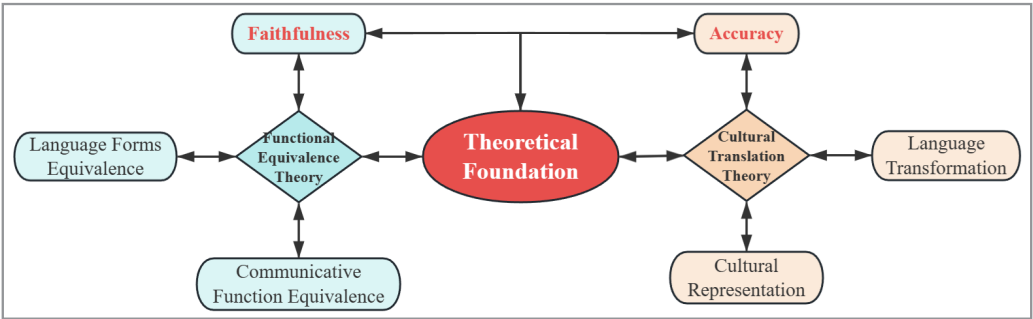 Faithfulness
Accuracy
Language Forms
Equivalence
Functional
Equivalence
Theory
Theoretical
Foundation
Cultural
Translation
Theory
Language
Transformation
Communicative
Function Equivalence
Cultural
Representation